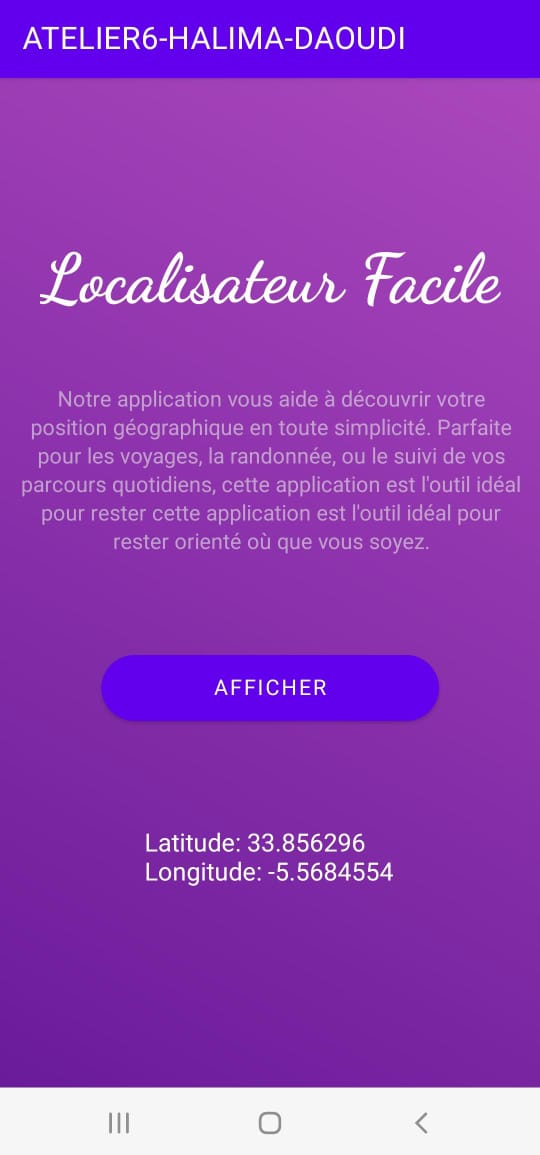 ATELIER6-HALIMA-DAOUDI
Localisateur Facile
Notre application vous aide à découvrir votre
position géographique en toute simplicité. Parfaite
pour les voyages, la randonnée, ou le suivi de vos
parcours quotidiens, cette application est l'outil idéal
pour rester cette application est l'outil idéal pour
rester orienté où que vous soyez.
AFFICHER
Latitude: 33.856296
Longitude: -5.5684554